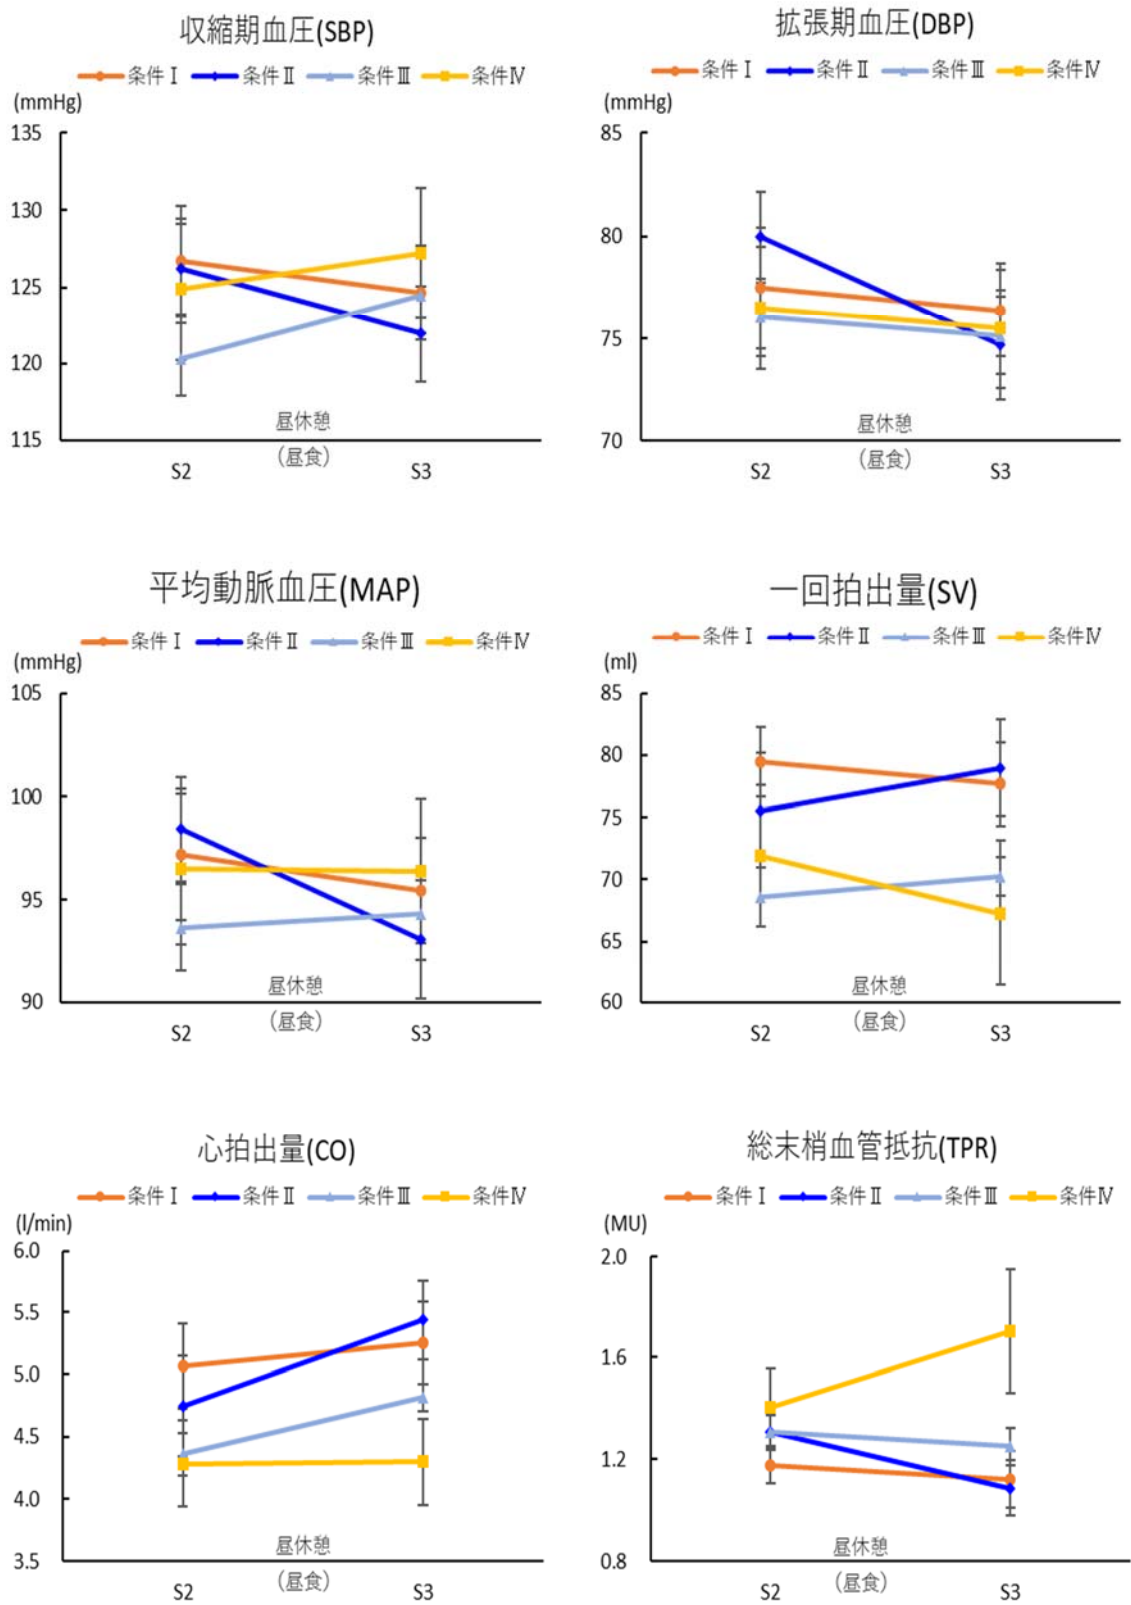 収縮期血圧(SBP)
条件Ⅰ 条件Ⅱ 条件Ⅲ 条件Ⅳ
(mmHg)
135
130
125
120
115
昼休憩
(昼食)
S2 S3
拡張期血圧(DBP)
条件Ⅰ 条件Ⅱ 条件Ⅲ 条件Ⅳ
(mmHg)
85
80
75
70
昼休憩
(昼食)
S2 S3
平均動脈血圧(MAP)
条件Ⅰ 条件Ⅱ 条件Ⅲ 条件Ⅳ
(mmHg)
105
100
95
90
昼休憩
(昼食)
S2 S3
一回拍出量(SV)
条件Ⅰ 条件Ⅱ 条件Ⅲ 条件Ⅳ
(ml)
85
80
75
70
65
60
昼休憩
(昼食)
S2 S3
心拍出量(CO)
条件Ⅰ 条件Ⅱ 条件Ⅲ 条件Ⅳ
(l/min)
6.0
5.5
5.0
4.5
4.0
3.5
昼休憩
(昼食)
S2 S3
総末梢血管抵抗(TPR)
条件Ⅰ 条件Ⅱ 条件Ⅲ 条件Ⅳ
(MU)
2.0
1.6
1.2
0.8
昼休憩
(昼食)
S2 S3